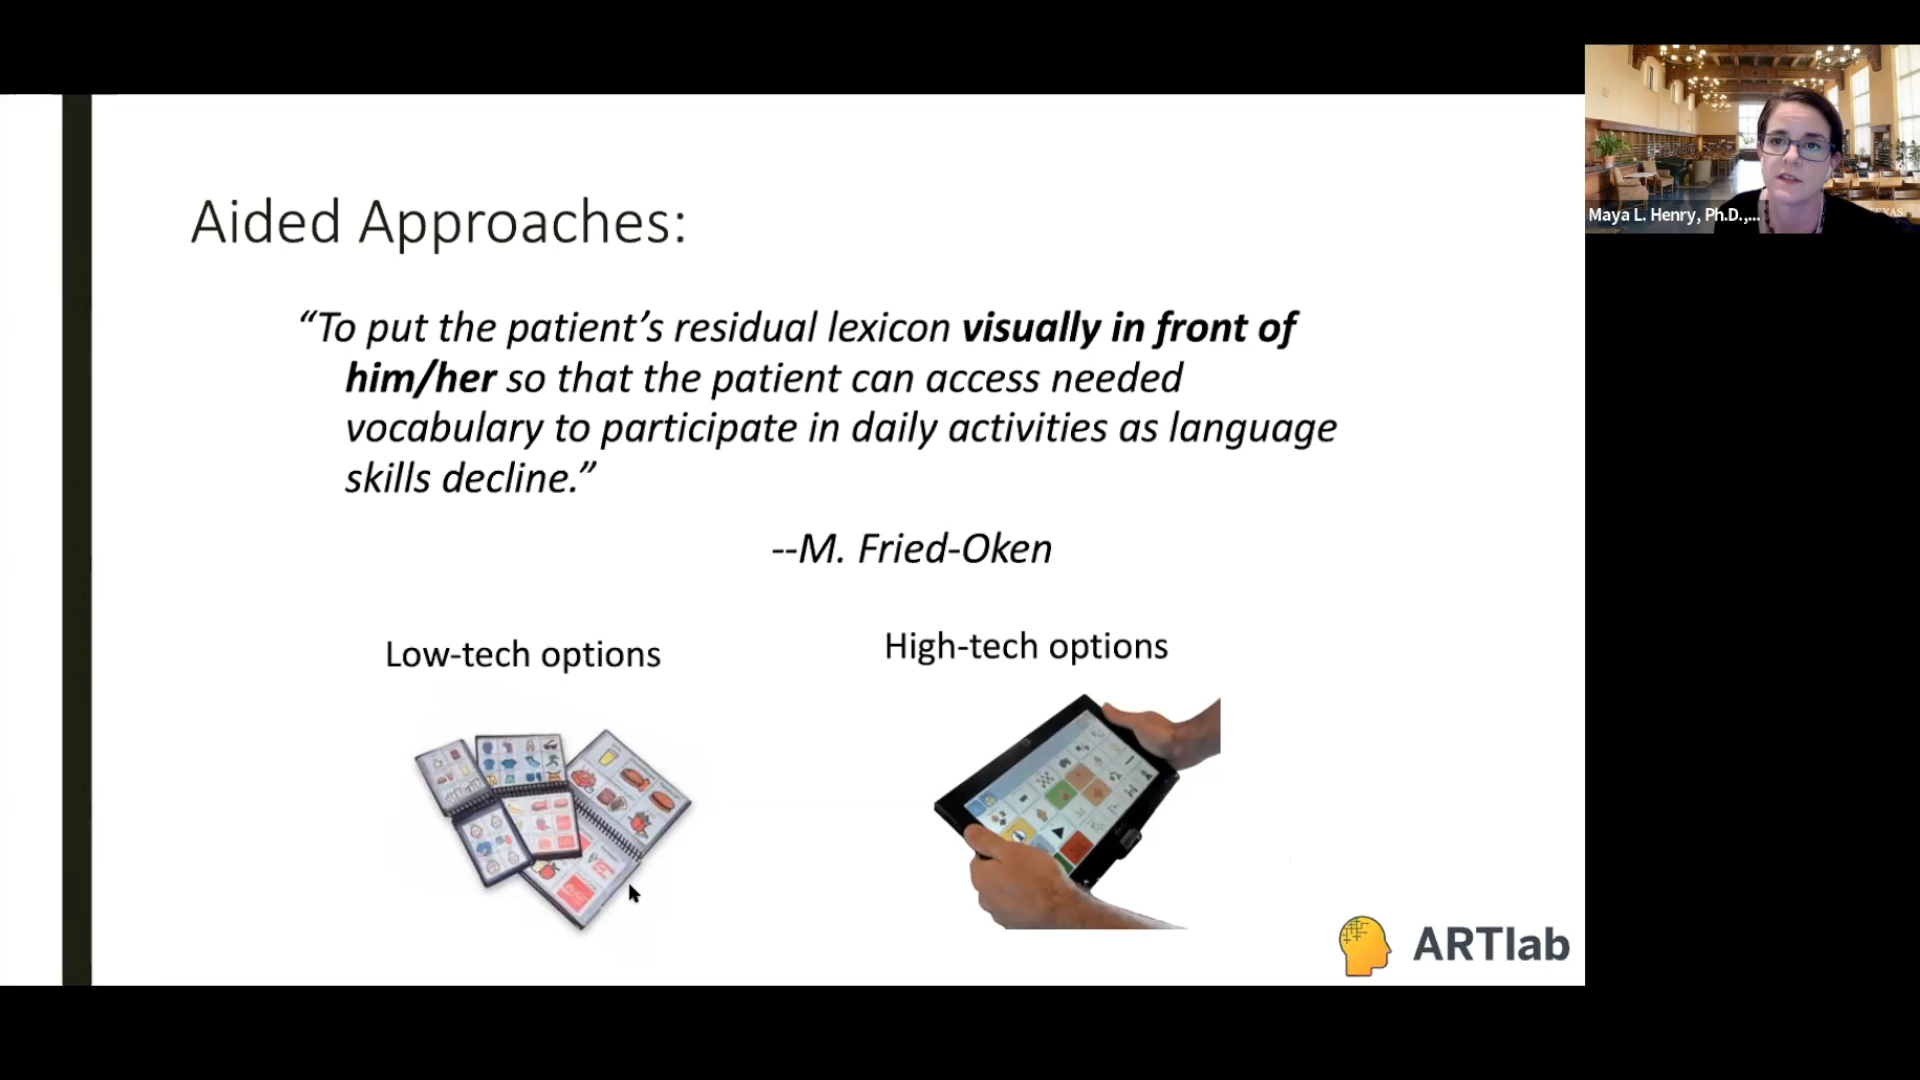 Aided Approaches:
“To put the patient’s residual lexicon visually in front of
him/her so that the patient can access needed
vocabulary to participate in daily activities as language
skills decline.”
--M. Fried-Oken
Low-tech options
High-tech options
ARTlab
Maya L. Henry, Ph.D.,...
TEXAS